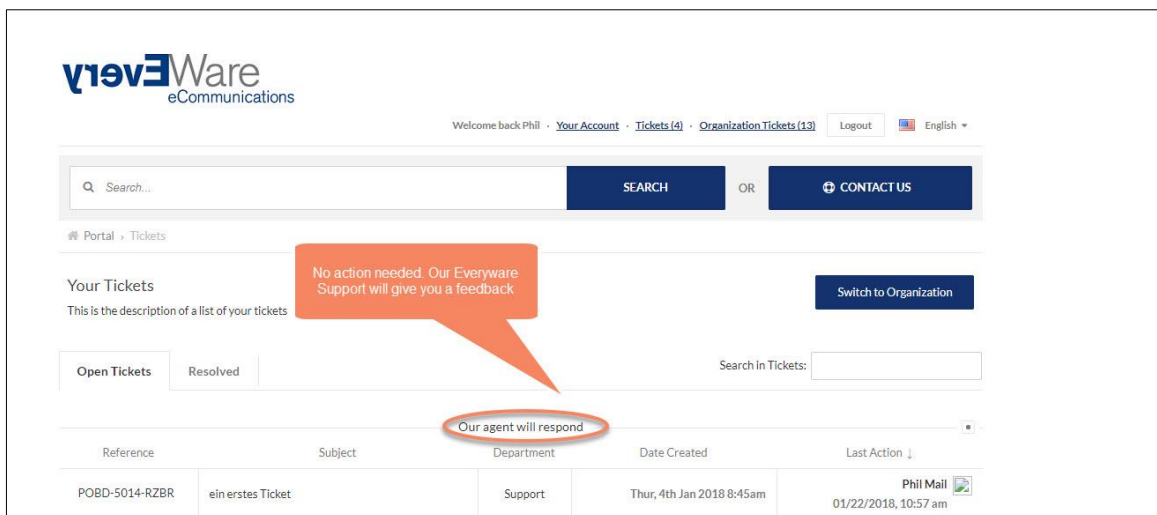 EveryWare
eCommunications
Welcome back Phil · Your Account · Tickets (4) · Organization Tickets (13) Logout English
Search... SEARCH OR CONTACT US
Portal › Tickets
No action needed. Our Everyware
Support will give you a feedback
Your Tickets
This is the description of a list of your tickets
Switch to Organization
Open Tickets Resolved Search in Tickets:
Our agent will respond
Reference Subject Department Date Created Last Action ↓
POBD-5014-RZBR ein erstes Ticket Support Thur, 4th Jan 2018 8:45am Phil Mail
01/22/2018, 10:57 am